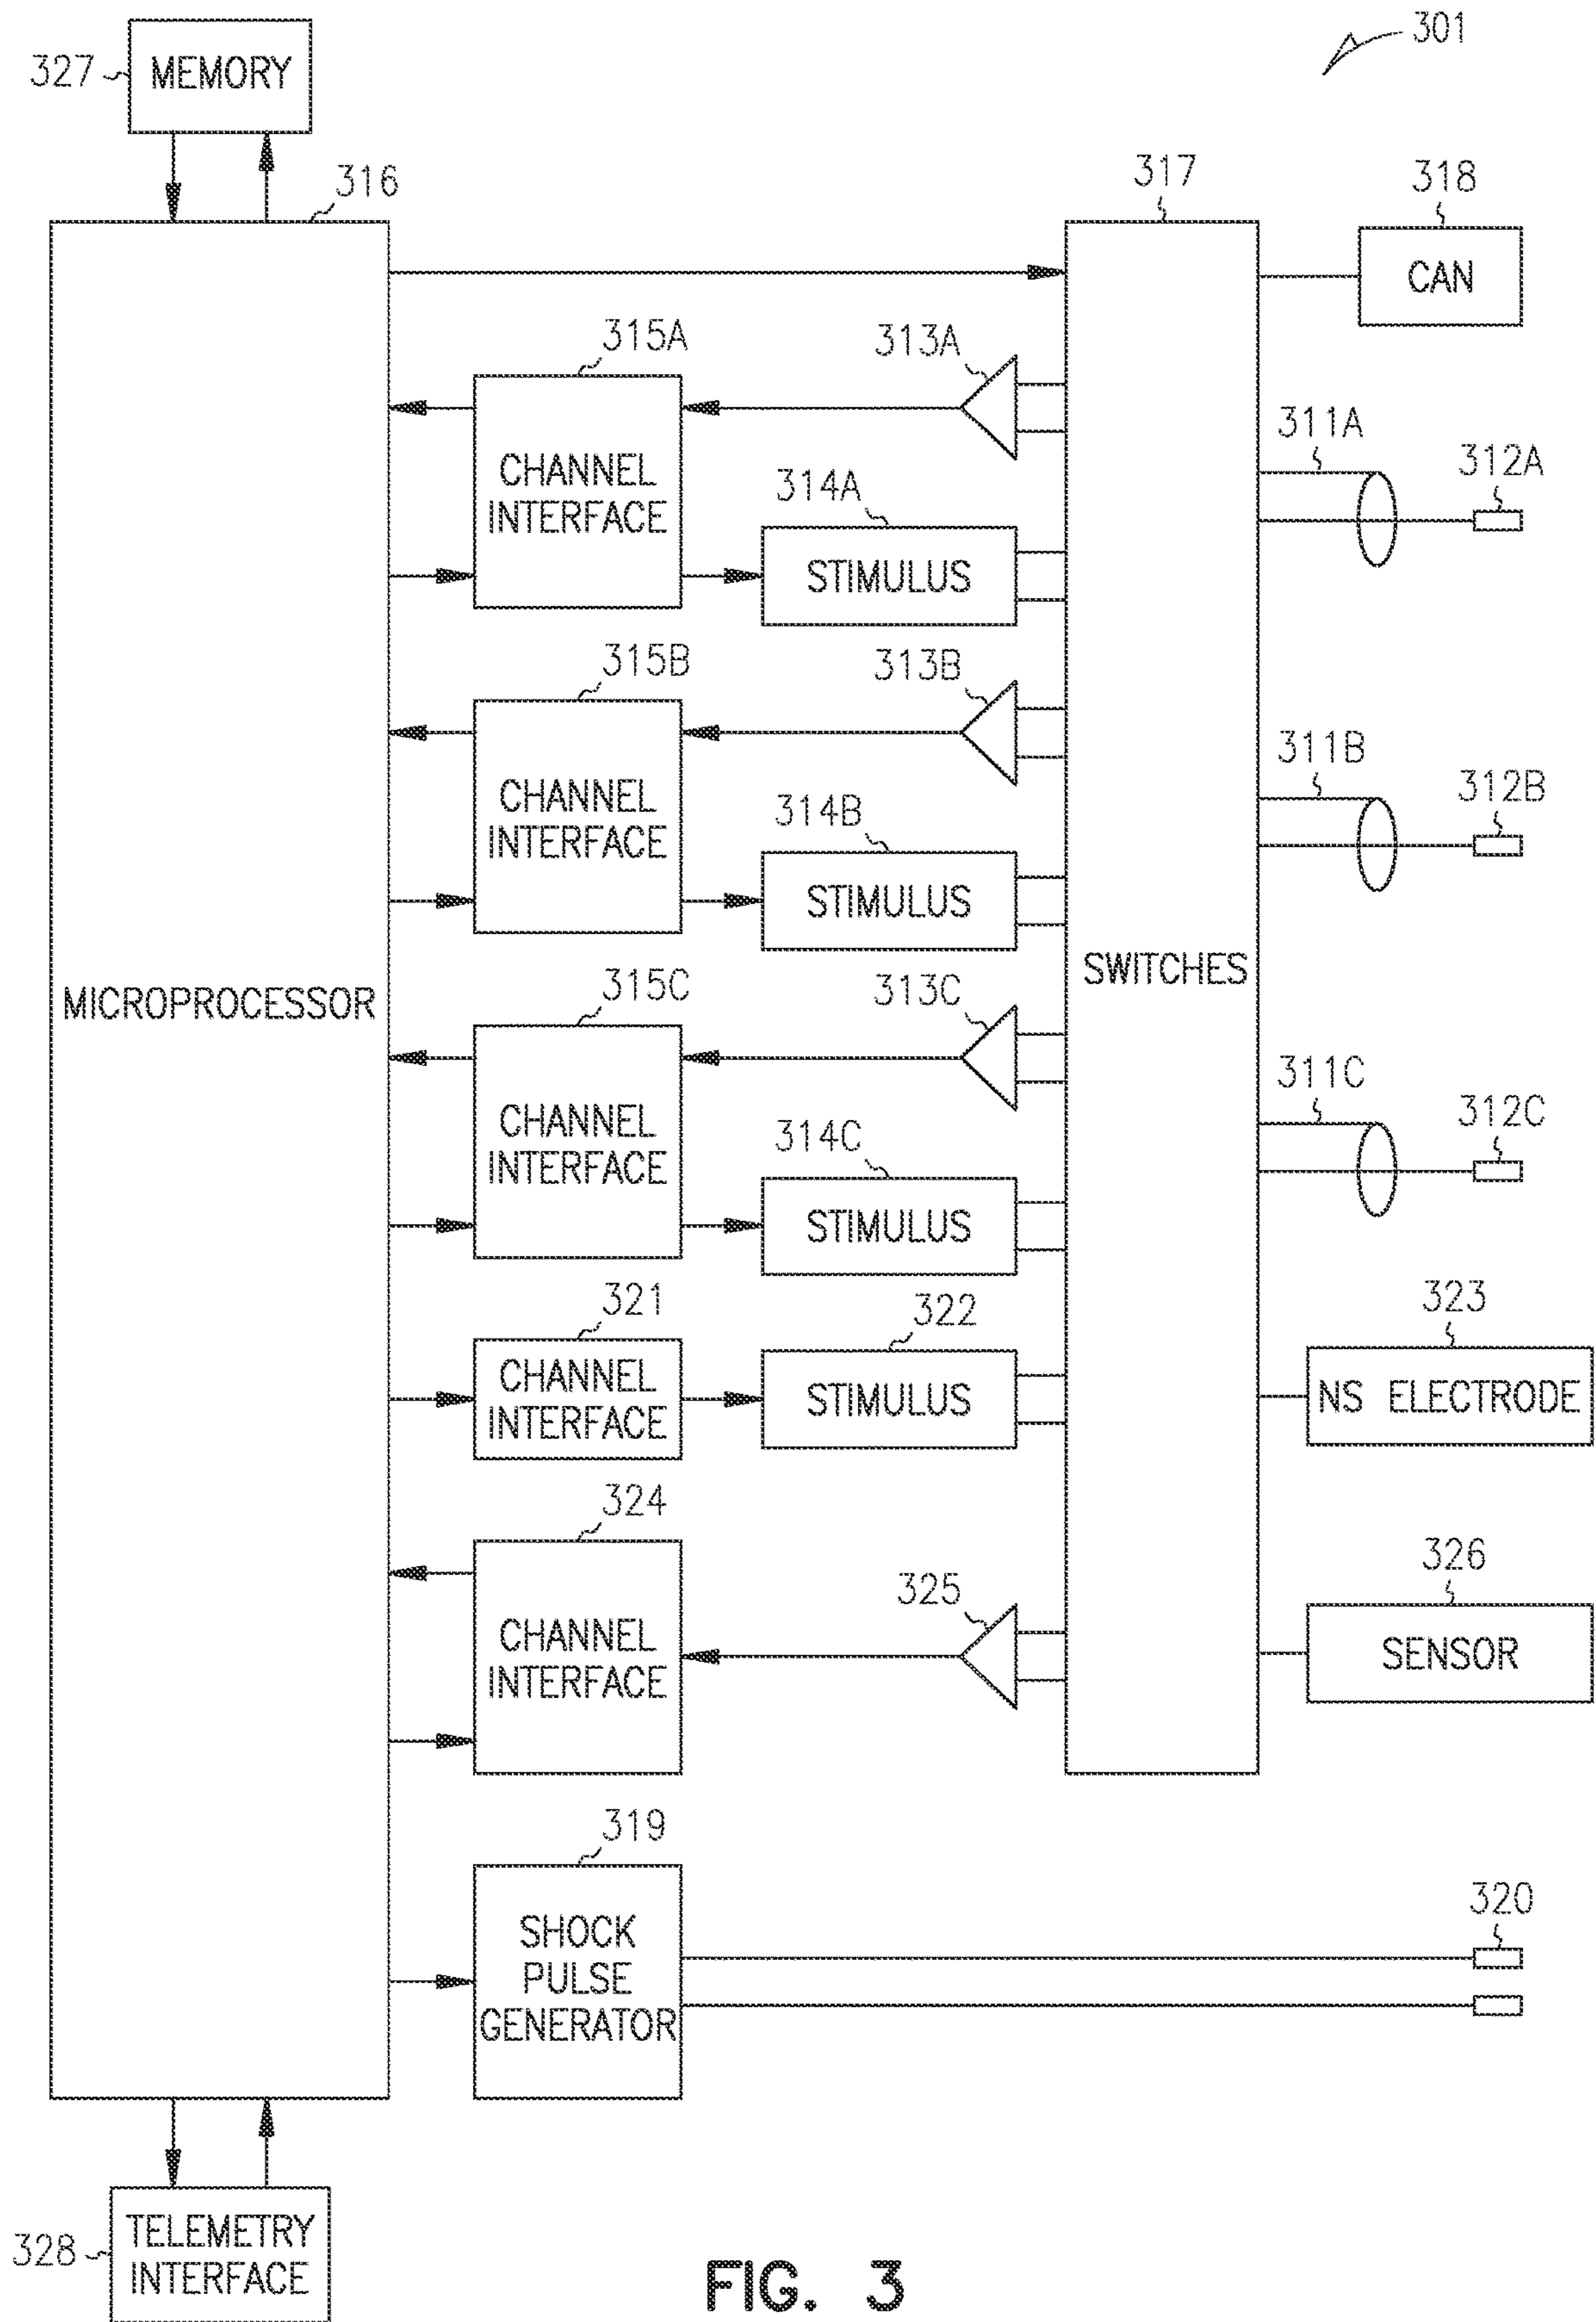 301
327
MEMORY
316
317
318
CAN
315A
313A
CHANNEL
INTERFACE
314A
STIMULUS
311A
312A
315B
313B
CHANNEL
INTERFACE
314B
STIMULUS
311B
312B
MICROPROCESSOR
SWITCHES
315C
313C
CHANNEL
INTERFACE
314C
STIMULUS
311C
312C
321
CHANNEL
INTERFACE
322
STIMULUS
323
NS ELECTRODE
324
CHANNEL
INTERFACE
325
326
SENSOR
319
SHOCK
PULSE
GENERATOR
320
328
TELEMETRY
INTERFACE
FIG. 3